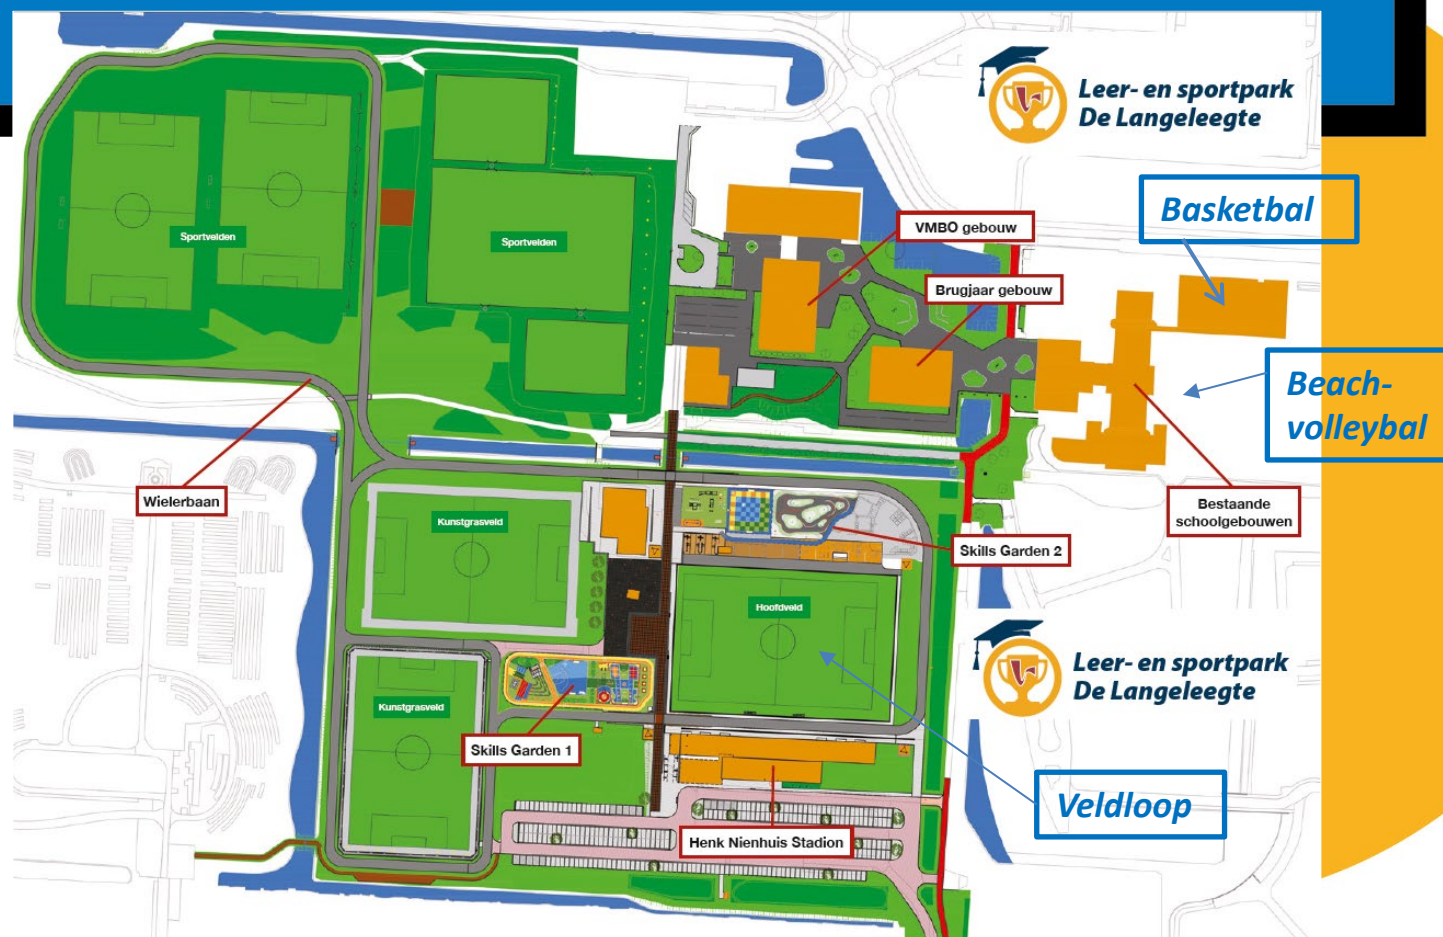 Leer- en sportpark
De Langeleegte
Basketbal
VMBO gebouw
Sportvelden
Sportvelden
Brugjaar gebouw
Beach-
volleybal
Wielerbaan
Bestaande
schoolgebouwen
Kunstgrasveld
Skills Garden 2
Hoofdveld
Leer- en sportpark
De Langeleegte
Kunstgrasveld
Skills Garden 1
Veldloop
Henk Nienhuis Stadion